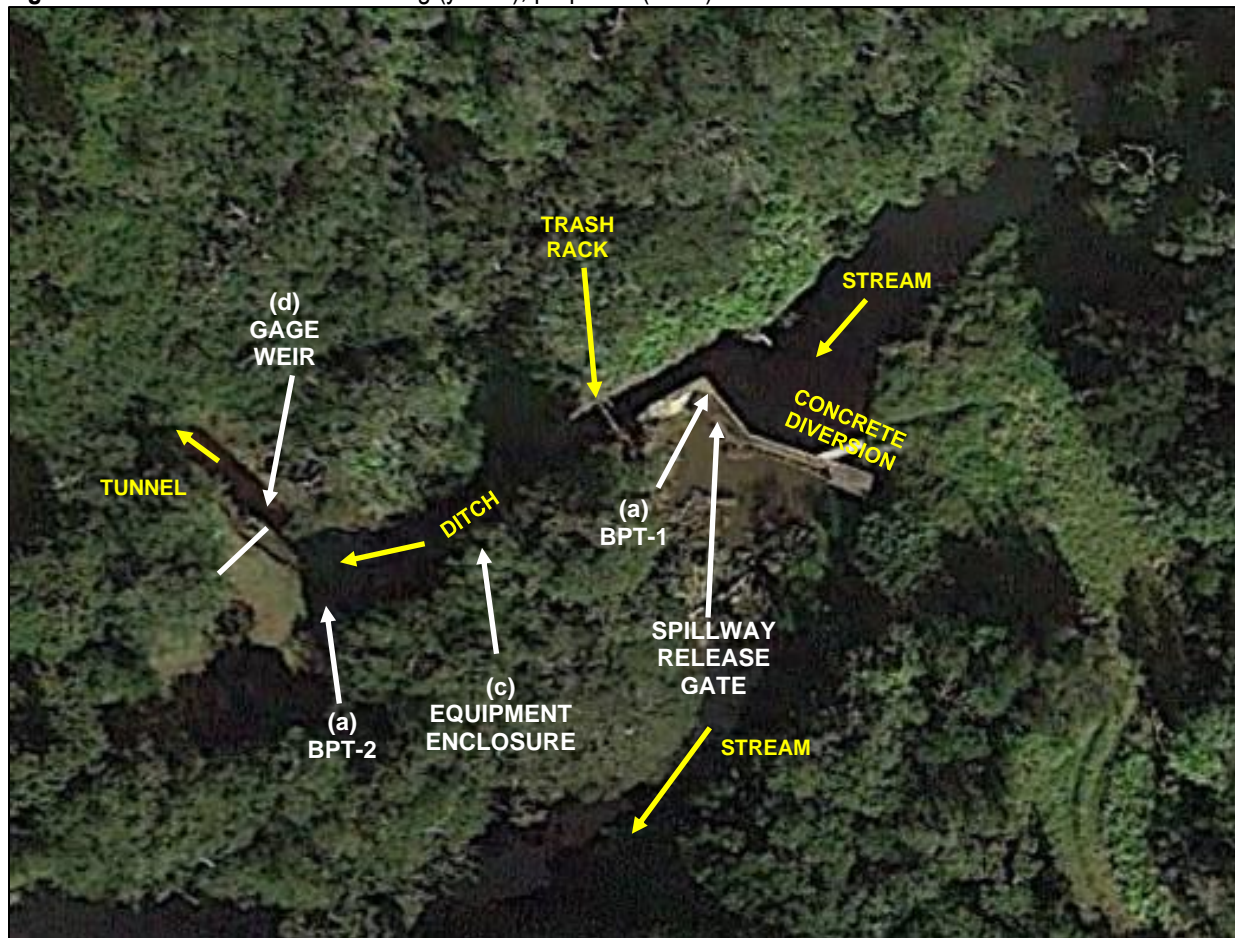 TRASH
RACK
STREAM
(d)
GAGE
WEIR
CONCRETE
DIVERSION
TUNNEL
DITCH
(a)
BPT-1
SPILLWAY
RELEASE
GATE
(c)
EQUIPMENT
ENCLOSURE
(a)
BPT-2
STREAM